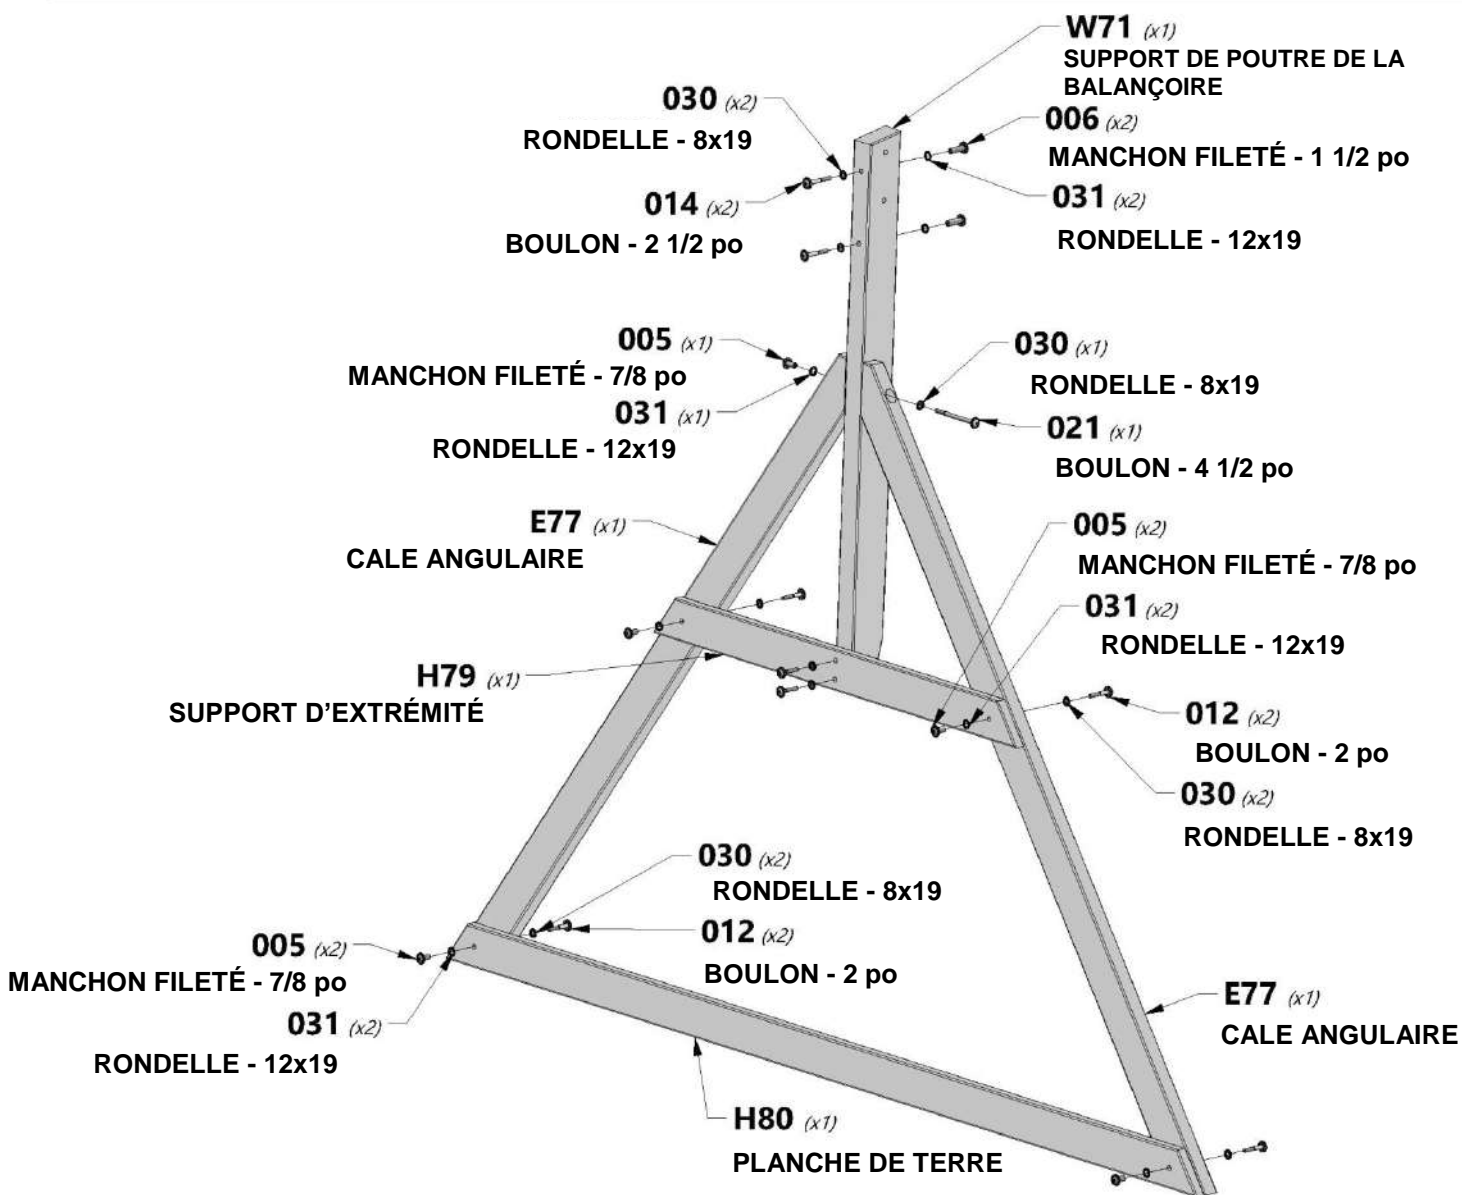 W71 (x1)
SUPPORT DE POUTRE DE LA
BALANÇOIRE
030 (x2)
RONDELLE - 8x19
006 (x2)
MANCHON FILETÉ - 1 1/2 po
014 (x2)
BOULON - 2 1/2 po
031 (x2)
RONDELLE - 12x19
005 (x1)
MANCHON FILETÉ - 7/8 po
031 (x1)
RONDELLE - 12x19
030 (x1)
RONDELLE - 8x19
021 (x1)
BOULON - 4 1/2 po
E77 (x1)
CALE ANGULAIRE
005 (x2)
MANCHON FILETÉ - 7/8 po
031 (x2)
RONDELLE - 12x19
H79 (x1)
SUPPORT D'EXTRÉMITÉ
012 (x2)
BOULON - 2 po
030 (x2)
RONDELLE - 8x19
030 (x2)
RONDELLE - 8x19
012 (x2)
BOULON - 2 po
005 (x2)
MANCHON FILETÉ - 7/8 po
031 (x2)
RONDELLE - 12x19
E77 (x1)
CALE ANGULAIRE
H80 (x1)
PLANCHE DE TERRE